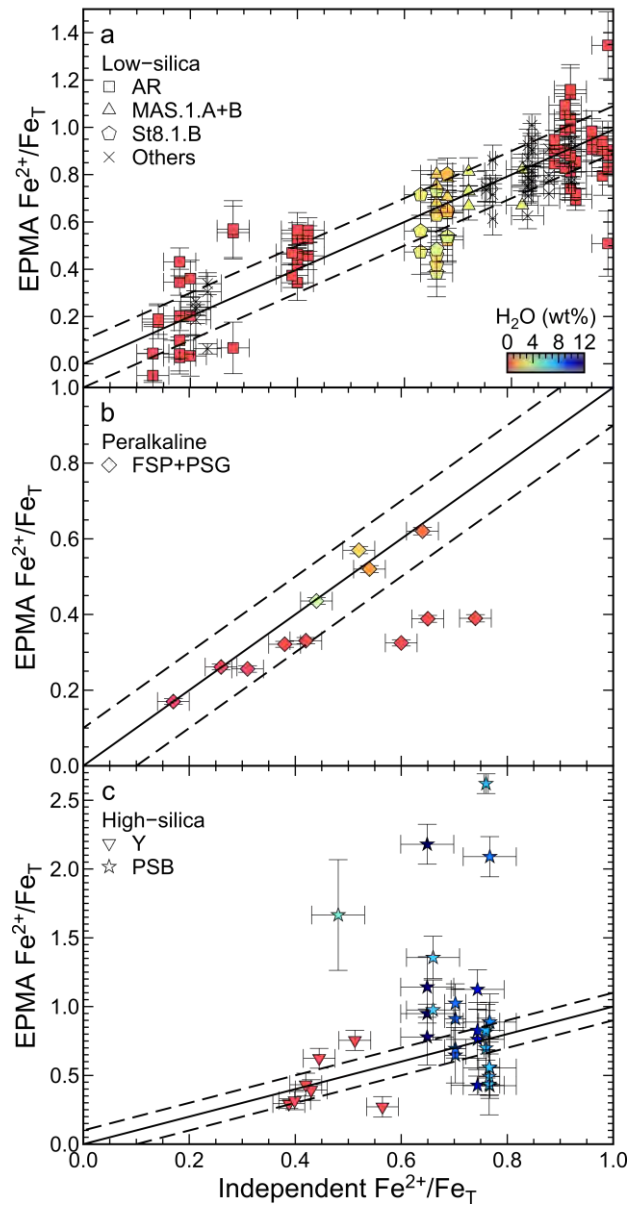 a
Low-silica
AR
MAS.1.A+B
St8.1.B
Others
EPMA Fe²⁺/Fe_T
1.4
1.2
1.0
0.8
0.6
0.4
0.2
0.0
H₂O (wt%)
0 4 8 12
b
Peralkaline
FSP+PSG
EPMA Fe²⁺/Fe_T
1.0
0.8
0.6
0.4
0.2
0.0
c
High-silica
Y
PSB
EPMA Fe²⁺/Fe_T
2.5
2.0
1.5
1.0
0.5
0.0
0.0 0.2 0.4 0.6 0.8 1.0
Independent Fe²⁺/Fe_T